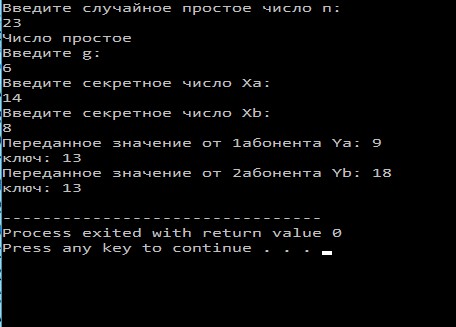 Введите случайное простое число n:
23
Число простое
Введите g:
6
Введите секретное число Xa:
14
Введите секретное число Xb:
8
Переданное значение от 1абонента Ya: 9
ключ: 13
Переданное значение от 2абонента Yb: 18
ключ: 13
--------------------------------
Process exited with return value 0
Press any key to continue . . .